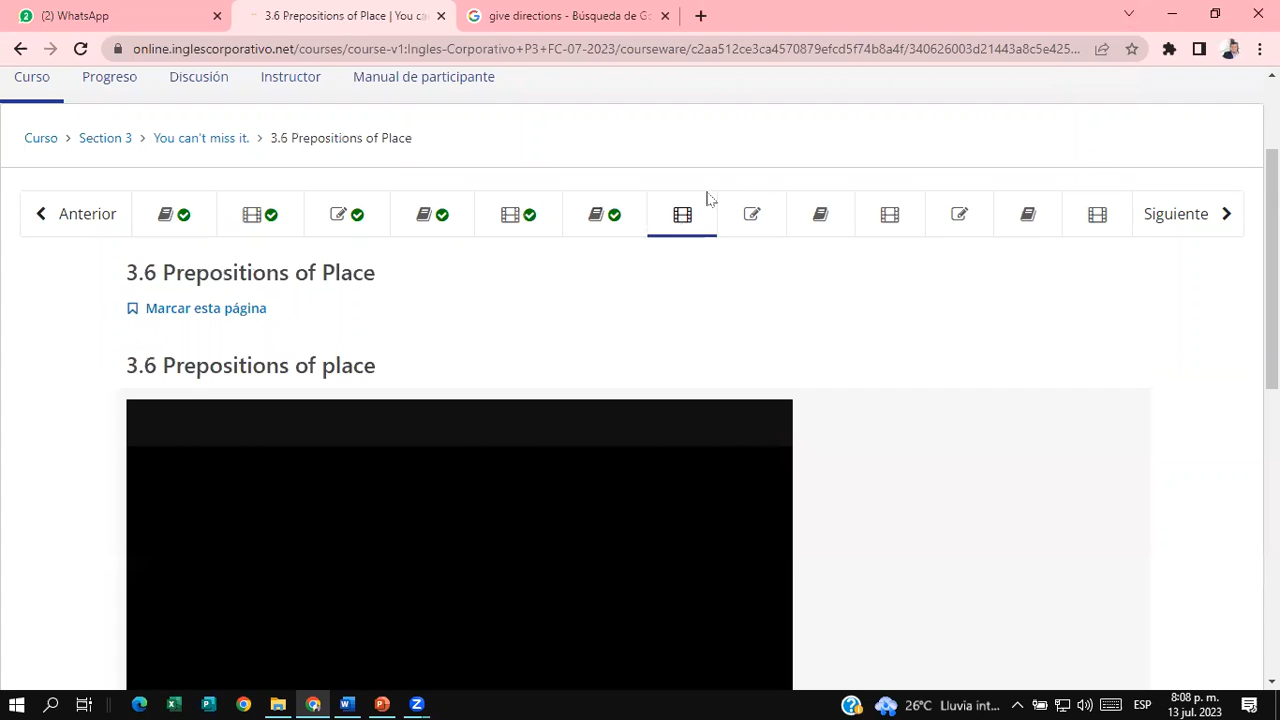 2 WhatsApp
3.6 Prepositions of Place | You ca
give directions - Búsqueda de G
online.inglescorporativo.net/courses/course-v1:Ingles-Corporativo+P3+FC-07-2023/courseware/c2aa512ce3ca4570879efcd5f74b8a4f/340626003d21443a8c5e425...
Curso Progreso Discusión Instructor Manual de participante
Curso > Section 3 > You can't miss it. > 3.6 Prepositions of Place
Anterior Siguiente
3.6 Prepositions of Place
Marcar esta página
3.6 Prepositions of place
26°C Lluvia int... ESP 8:08 p. m.
13 jul. 2023